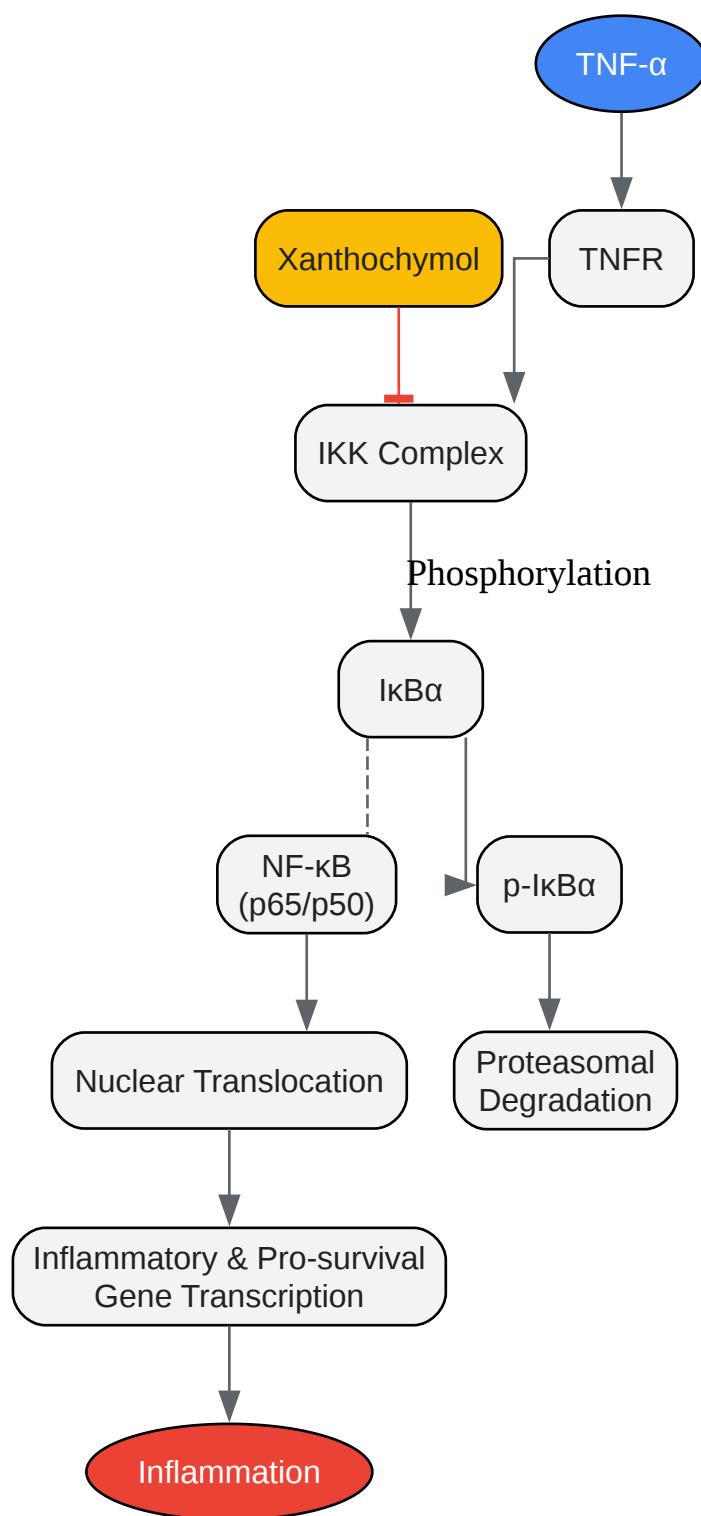 TNF-α
Xanthochymol
TNFR
IKK Complex
Phosphorylation
IκBα
NF-κB
(p65/p50)
p-IκBα
Nuclear Translocation
Proteasomal
Degradation
Inflammatory & Pro-survival
Gene Transcription
Inflammation